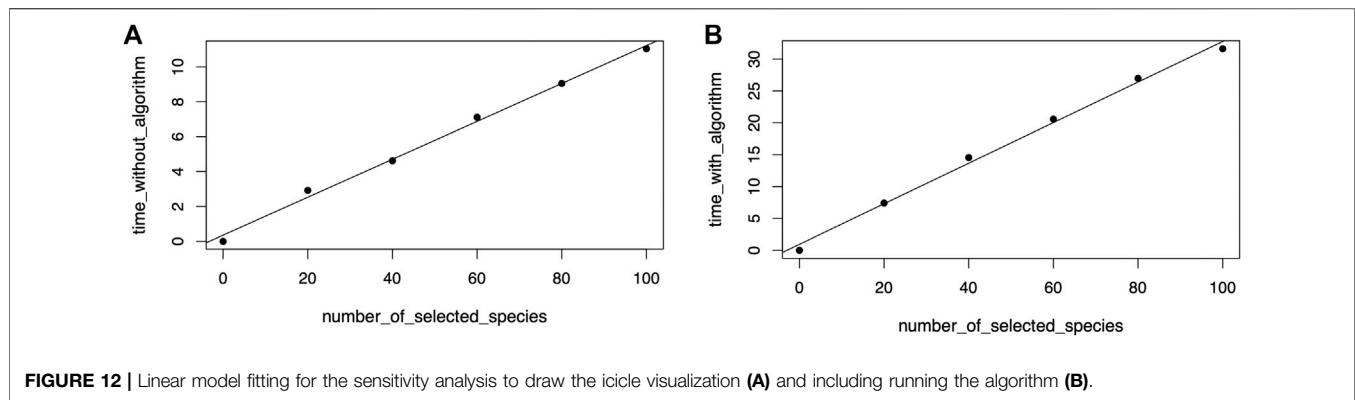 A
time_without_algorithm
10
8
6
4
2
0
0 20 40 60 80 100
number_of_selected_species
B
time_with_algorithm
30
25
20
15
10
5
0
0 20 40 60 80 100
number_of_selected_species
FIGURE 12 | Linear model fitting for the sensitivity analysis to draw the icicle visualization (A) and including running the algorithm (B).